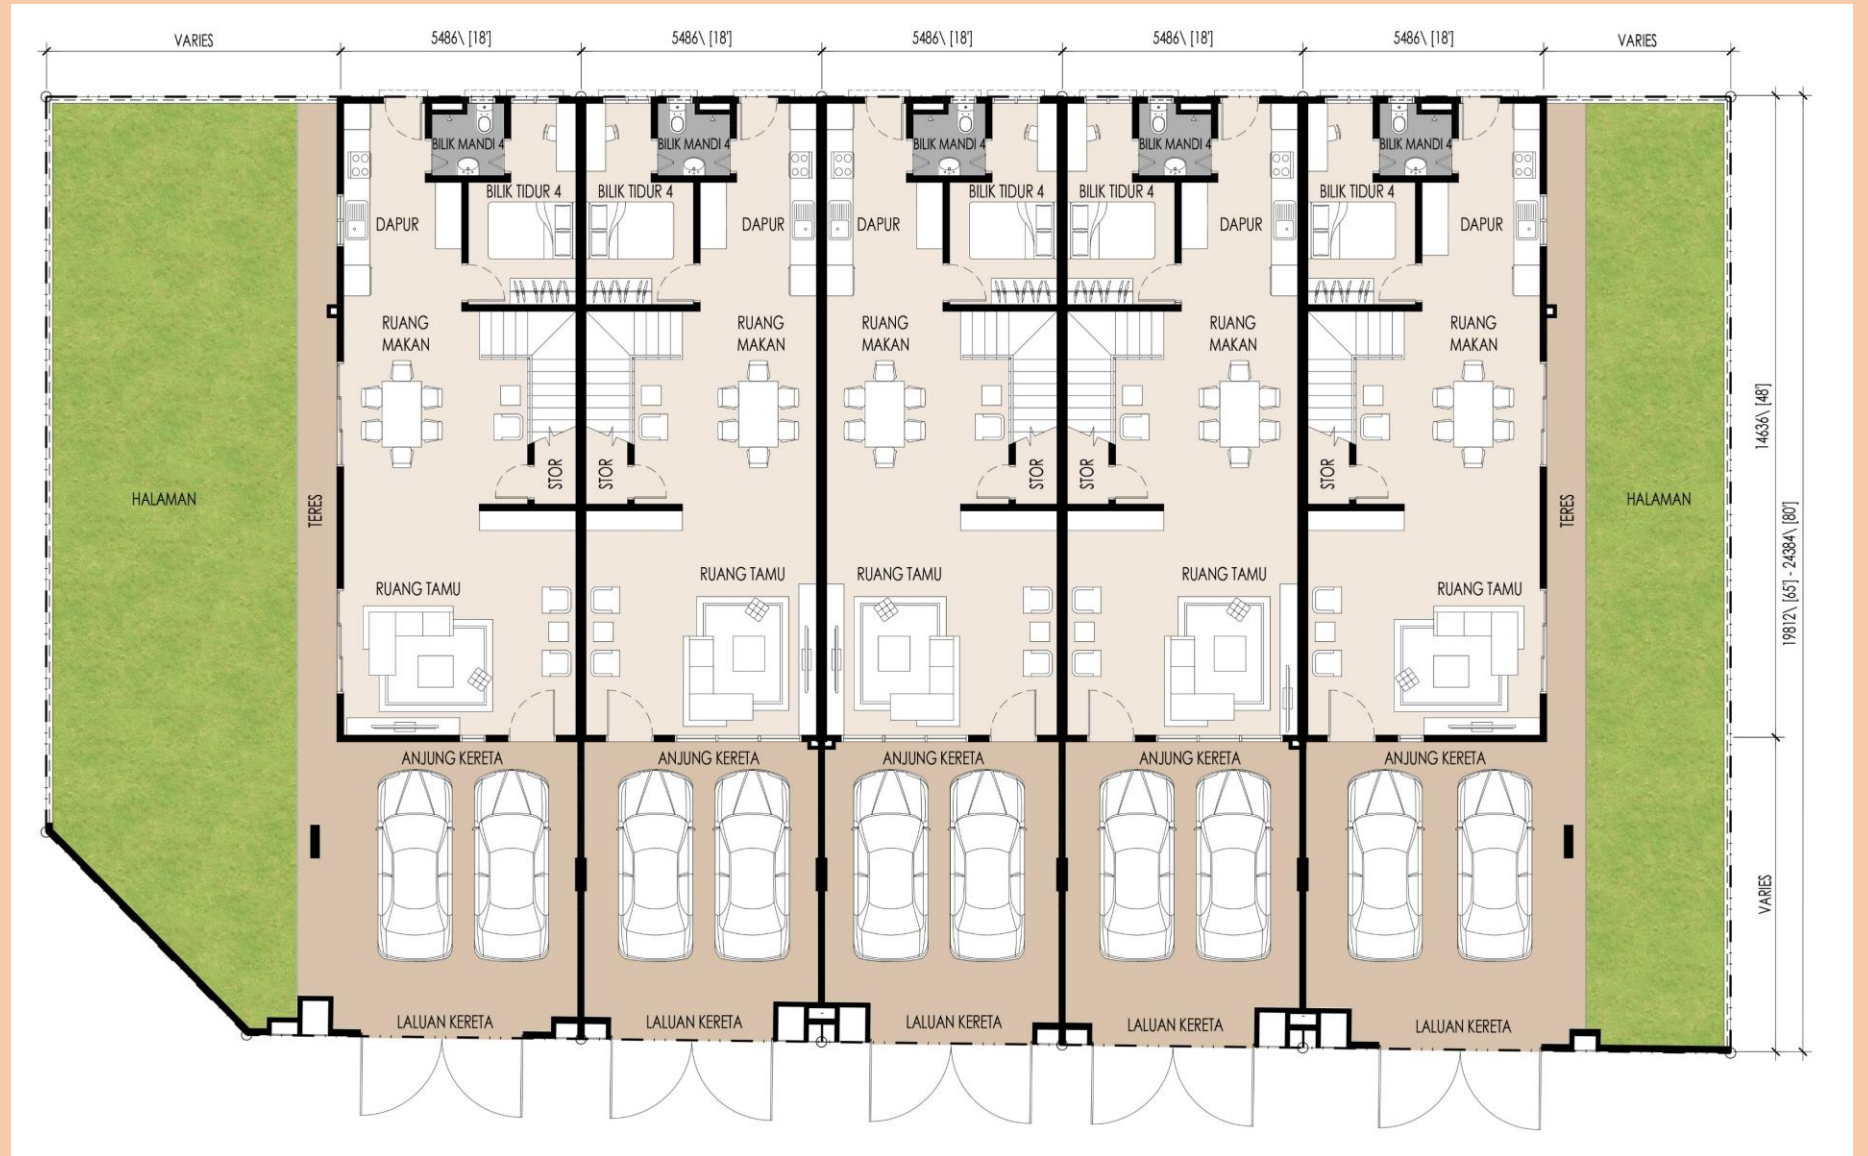 VARIES
5486\ [18']
5486\ [18']
5486\ [18']
5486\ [18']
5486\ [18']
VARIES
BILIK MANDI 4
BILIK MANDI 4
BILIK MANDI 4
BILIK MANDI 4
BILIK MANDI 4
BILIK TIDUR 4
BILIK TIDUR 4
BILIK TIDUR 4
BILIK TIDUR 4
BILIK TIDUR 4
DAPUR
DAPUR
DAPUR
DAPUR
DAPUR
RUANG
MAKAN
RUANG
MAKAN
RUANG
MAKAN
RUANG
MAKAN
RUANG
MAKAN
14636\ [48']
STOR
STOR
STOR
STOR
STOR
HALAMAN
TERES
TERES
HALAMAN
19812\ [65'] - 24384\ [80']
RUANG TAMU
RUANG TAMU
RUANG TAMU
RUANG TAMU
RUANG TAMU
ANJUNG KERETA
ANJUNG KERETA
ANJUNG KERETA
ANJUNG KERETA
ANJUNG KERETA
VARIES
LALUAN KERETA
LALUAN KERETA
LALUAN KERETA
LALUAN KERETA
LALUAN KERETA